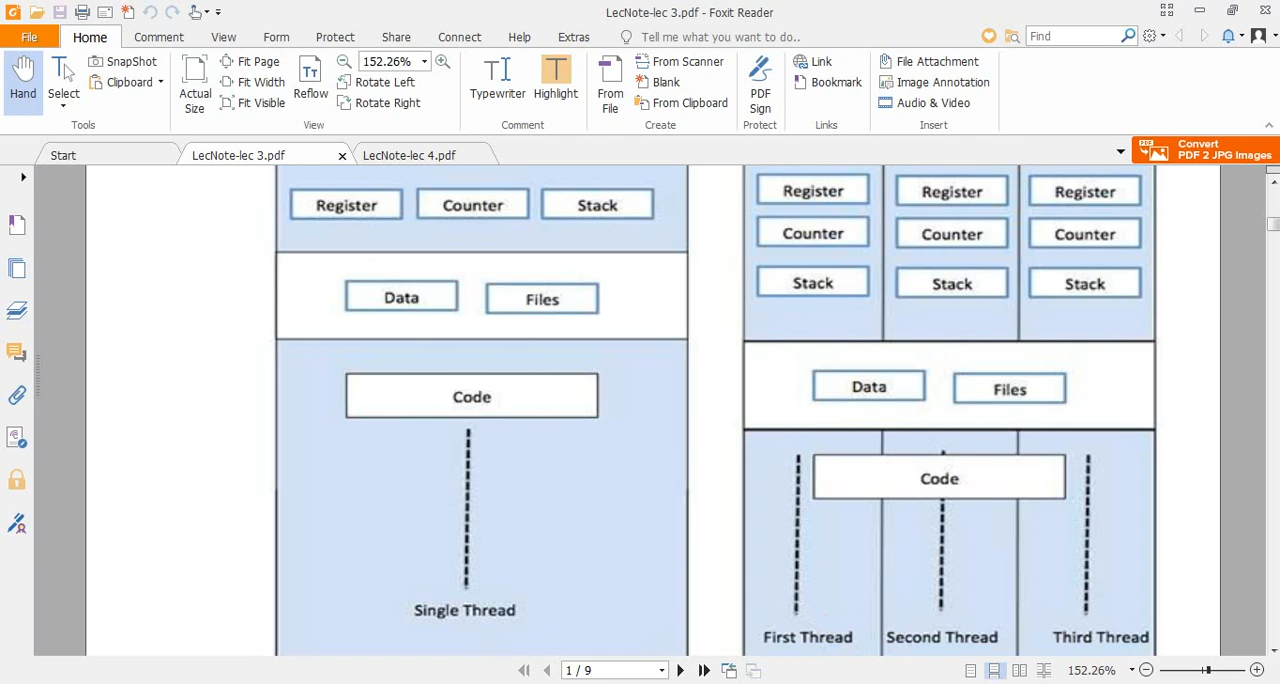 LecNote-lec 3.pdf - Foxit Reader
File Home Comment View Form Protect Share Connect Help Extras Tell me what you want to do.. Find
Hand
Select
SnapShot
Clipboard
Tools
Actual Size
Fit Page
Fit Width
Fit Visible
Reflow
152.26%
Rotate Left
Rotate Right
View
Typewriter
Highlight
Comment
From File
From Scanner
Blank
From Clipboard
Create
PDF Sign
Protect
Link
Bookmark
Links
File Attachment
Image Annotation
Audio & Video
Insert
Start LecNote-lec 3.pdf LecNote-lec 4.pdf
Convert
PDF 2 JPG Images
Register Counter Stack
Data Files
Code
Single Thread
Register Register Register
Counter Counter Counter
Stack Stack Stack
Data Files
Code
First Thread Second Thread Third Thread
1 / 9 152.26%